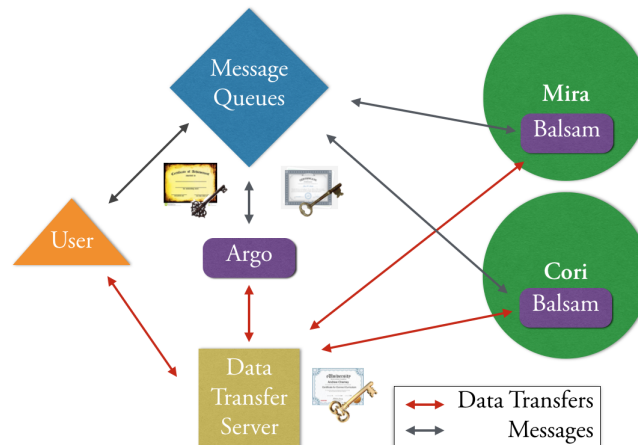 Message
Queues
Mira
Balsam
User
Argo
Cori
Balsam
Data
Transfer
Server
Data Transfers
Messages